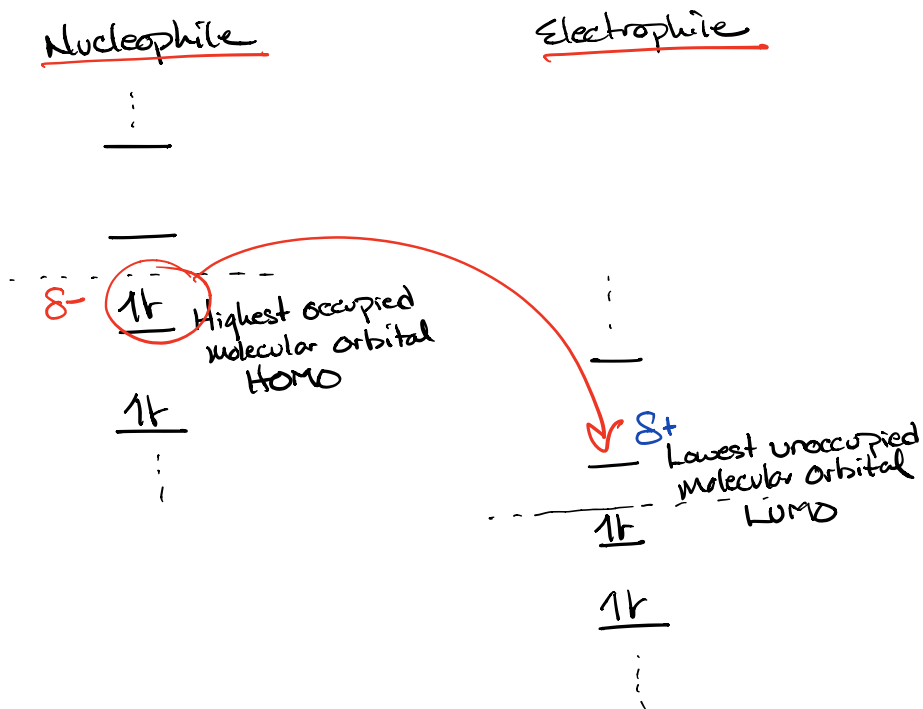 Nucleophile
Electrophile
δ-
Highest occupied
molecular orbital
HOMO
δ+
Lowest unoccupied
molecular orbital
LUMO